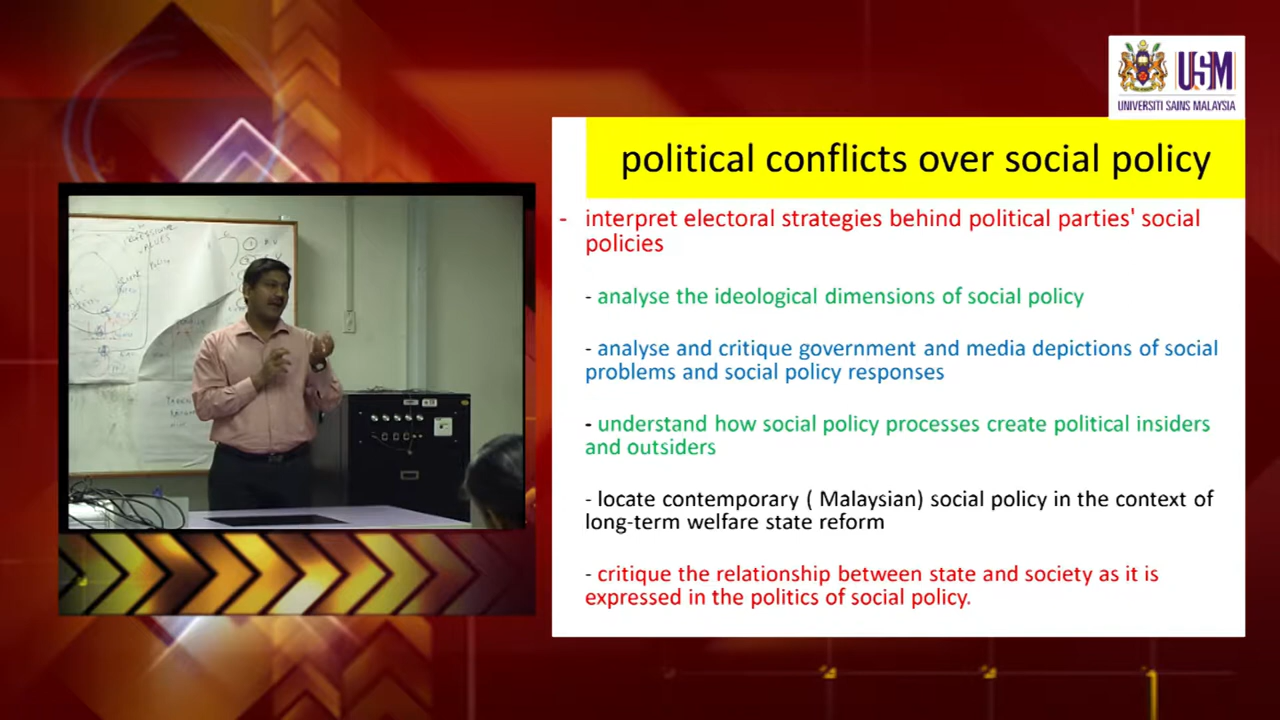 USM
UNIVERSITI SAINS MALAYSIA
political conflicts over social policy
- interpret electoral strategies behind political parties' social
policies
- analyse the ideological dimensions of social policy
- analyse and critique government and media depictions of social
problems and social policy responses
- understand how social policy processes create political insiders
and outsiders
- locate contemporary ( Malaysian) social policy in the context of
long-term welfare state reform
- critique the relationship between state and society as it is
expressed in the politics of social policy.
VALUES